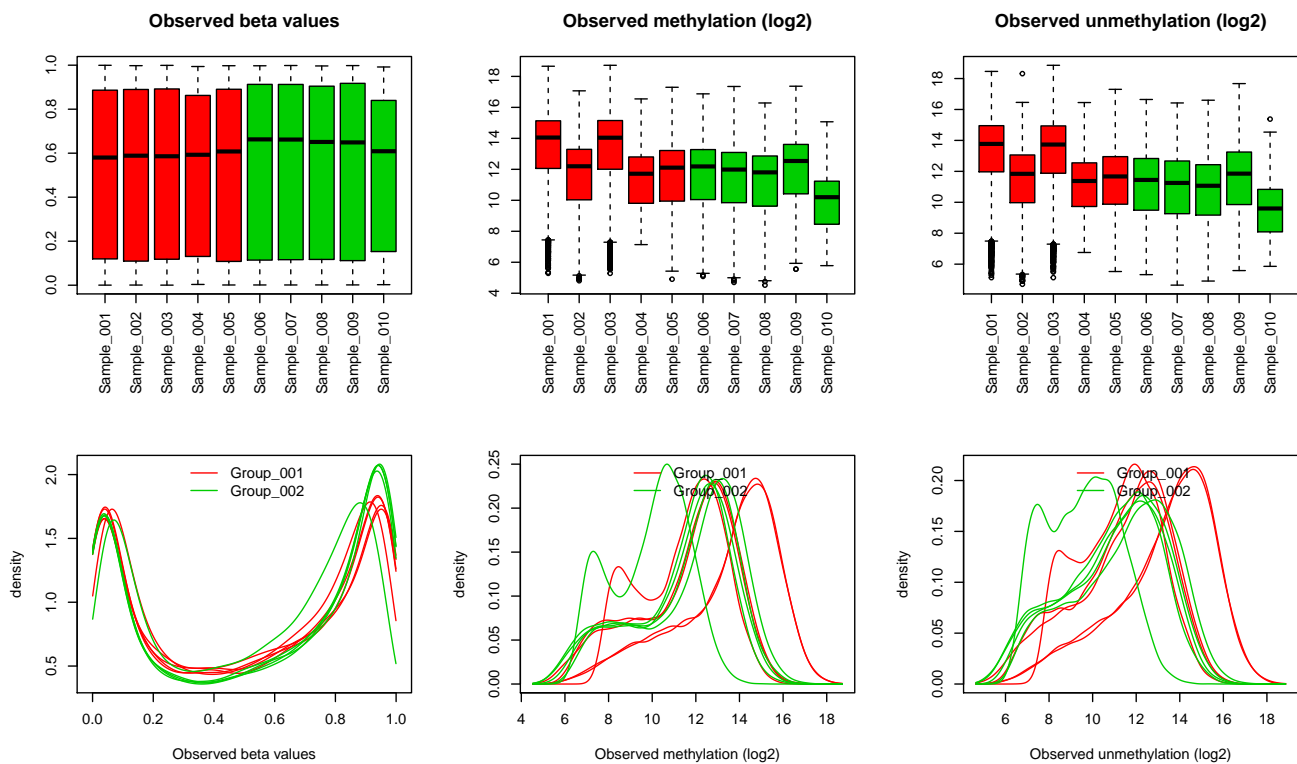 Observed beta values
1.0
0.8
0.6
0.4
0.2
0.0
Sample_001
Sample_002
Sample_003
Sample_004
Sample_005
Sample_006
Sample_007
Sample_008
Sample_009
Sample_010
Observed methylation (log2)
18
16
14
12
10
8
6
4
Sample_001
Sample_002
Sample_003
Sample_004
Sample_005
Sample_006
Sample_007
Sample_008
Sample_009
Sample_010
Observed unmethylation (log2)
18
16
14
12
10
8
6
Sample_001
Sample_002
Sample_003
Sample_004
Sample_005
Sample_006
Sample_007
Sample_008
Sample_009
Sample_010
density
2.0
1.5
1.0
0.5
Group_001
Group_002
0.0 0.2 0.4 0.6 0.8 1.0
Observed beta values
density
0.25
0.20
0.15
0.10
0.05
0.00
Group_001
Group_002
4 6 8 10 12 14 16 18
Observed methylation (log2)
density
0.20
0.15
0.10
0.05
0.00
Group_001
Group_002
6 8 10 12 14 16 18
Observed unmethylation (log2)